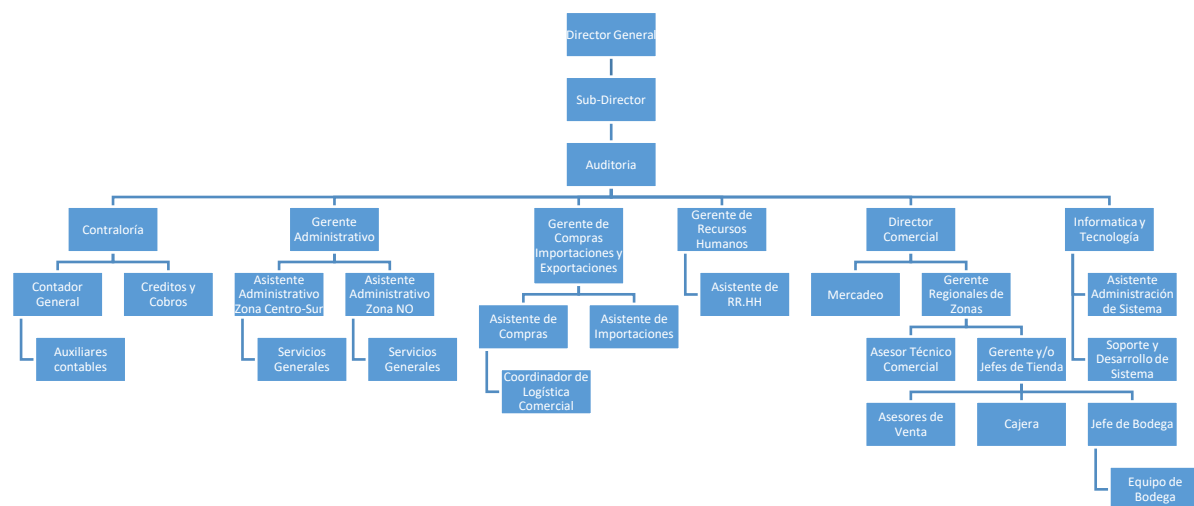 Director General
Sub-Director
Auditoria
Contraloría
Gerente
Administrativo
Gerente de
Compras
Importaciones y
Exportaciones
Gerente de
Recursos
Humanos
Director
Comercial
Informatica y
Tecnología
Contador
General
Creditos y
Cobros
Asistente
Administrativo
Zona Centro-Sur
Asistente
Administrativo
Zona NO
Asistente de
RR.HH
Mercadeo
Gerente
Regionales de
Zonas
Asistente
Administración
de Sistema
Auxiliares
contables
Servicios
Generales
Servicios
Generales
Asistente de
Compras
Asistente de
Importaciones
Asesor Técnico
Comercial
Gerente y/o
Jefes de Tienda
Soporte y
Desarrollo de
Sistema
Coordinador de
Logística
Comercial
Asesores de
Venta
Cajera
Jefe de Bodega
Equipo de
Bodega